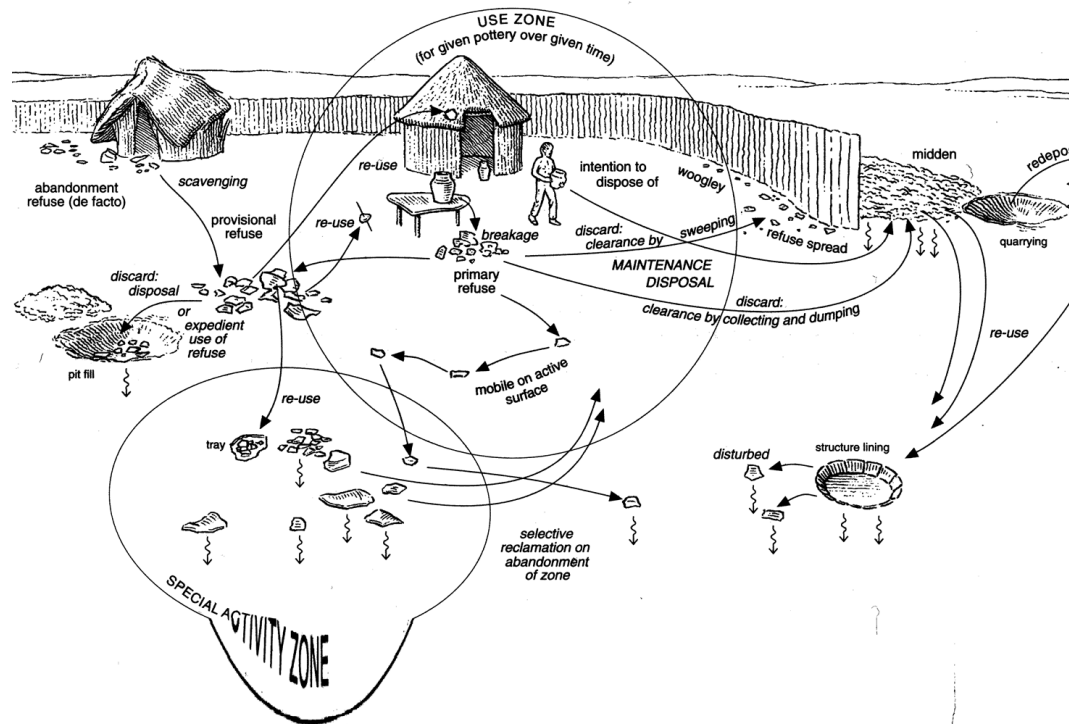 USE ZONE
(for given pottery over given time)
abandonment
refuse (de facto)
scavenging
provisional
refuse
re-use
re-use
intention to
dispose of
woogley
midden
redepos
quarrying
breakage
discard:
clearance by sweeping
refuse spread
primary
refuse
MAINTENANCE
DISPOSAL
discard:
clearance by collecting and dumping
discard:
disposal
or
expedient
use of
refuse
pit fill
mobile on active
surface
re-use
re-use
tray
disturbed
structure lining
selective
reclamation on
abandonment
of zone
SPECIAL ACTIVITY ZONE